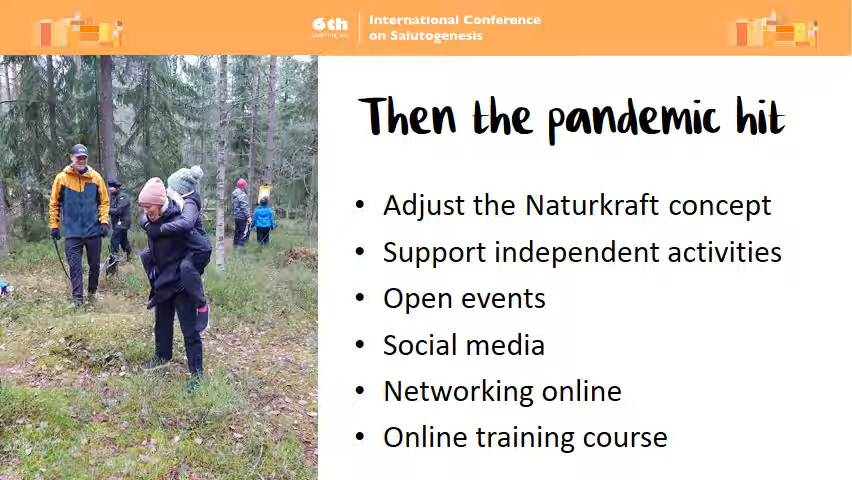 6th
International Conference
on Salutogenesis
Then the pandemic hit
• Adjust the Naturkraft concept
• Support independent activities
• Open events
• Social media
• Networking online
• Online training course